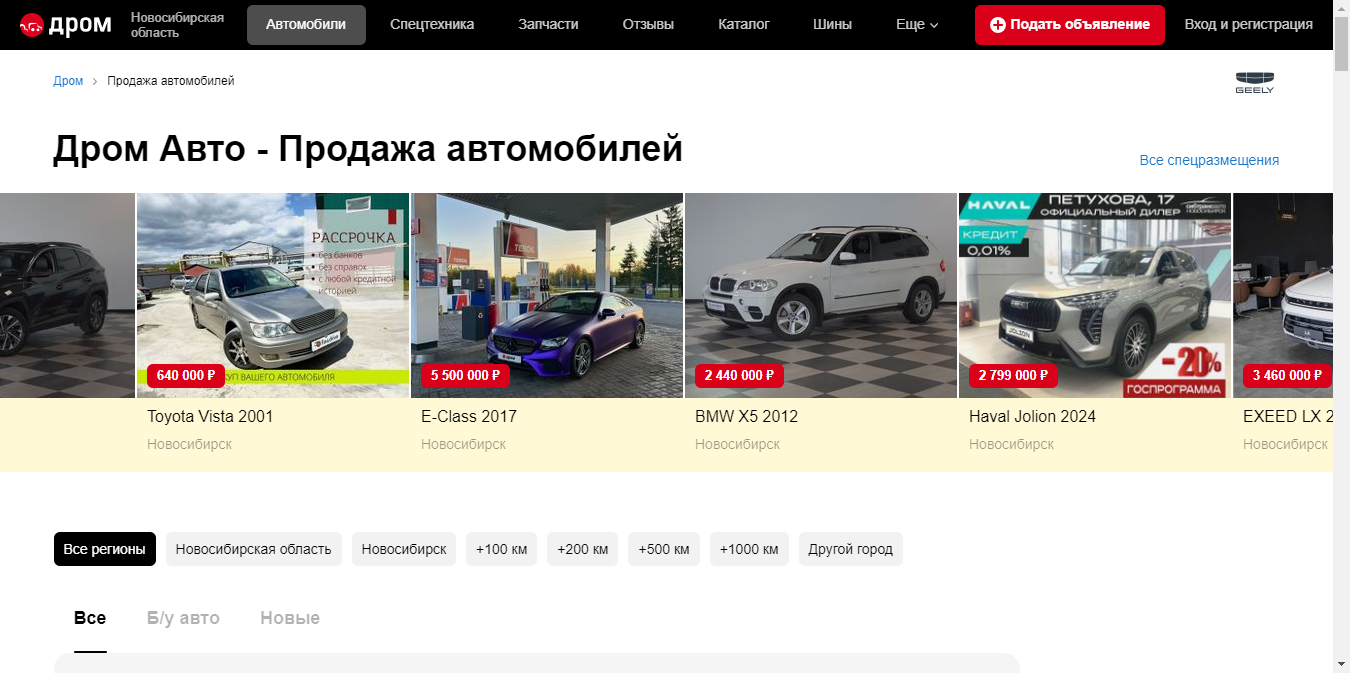 дром
Новосибирская
область
Автомобили
Спецтехника
Запчасти
Отзывы
Каталог
Шины
Еще
Подать объявление
Вход и регистрация
Дром
Продажа автомобилей
GEELY
Дром Авто - Продажа автомобилей
Все спецразмещения
РАССРОЧКА
• без банков
• без справок
• с любой кредитной
историей
УП ВАШЕГО АВТОМОБИЛЯ
HAVAL
ПЕТУХОВА, 17
ОФИЦИАЛЬНЫЙ ДИЛЕР
КРЕДИТ
0,01%
JOLION
-20%
ГОСПРОГРАММА
640 000 ₽
5 500 000 ₽
2 440 000 ₽
2 799 000 ₽
3 460 000 ₽
Toyota Vista 2001
E-Class 2017
BMW X5 2012
Haval Jolion 2024
EXEED LX 2
Новосибирск
Новосибирск
Новосибирск
Новосибирск
Новосибирск
Все регионы
Новосибирская область
Новосибирск
+100 км
+200 км
+500 км
+1000 км
Другой город
Все
Б/у авто
Новые